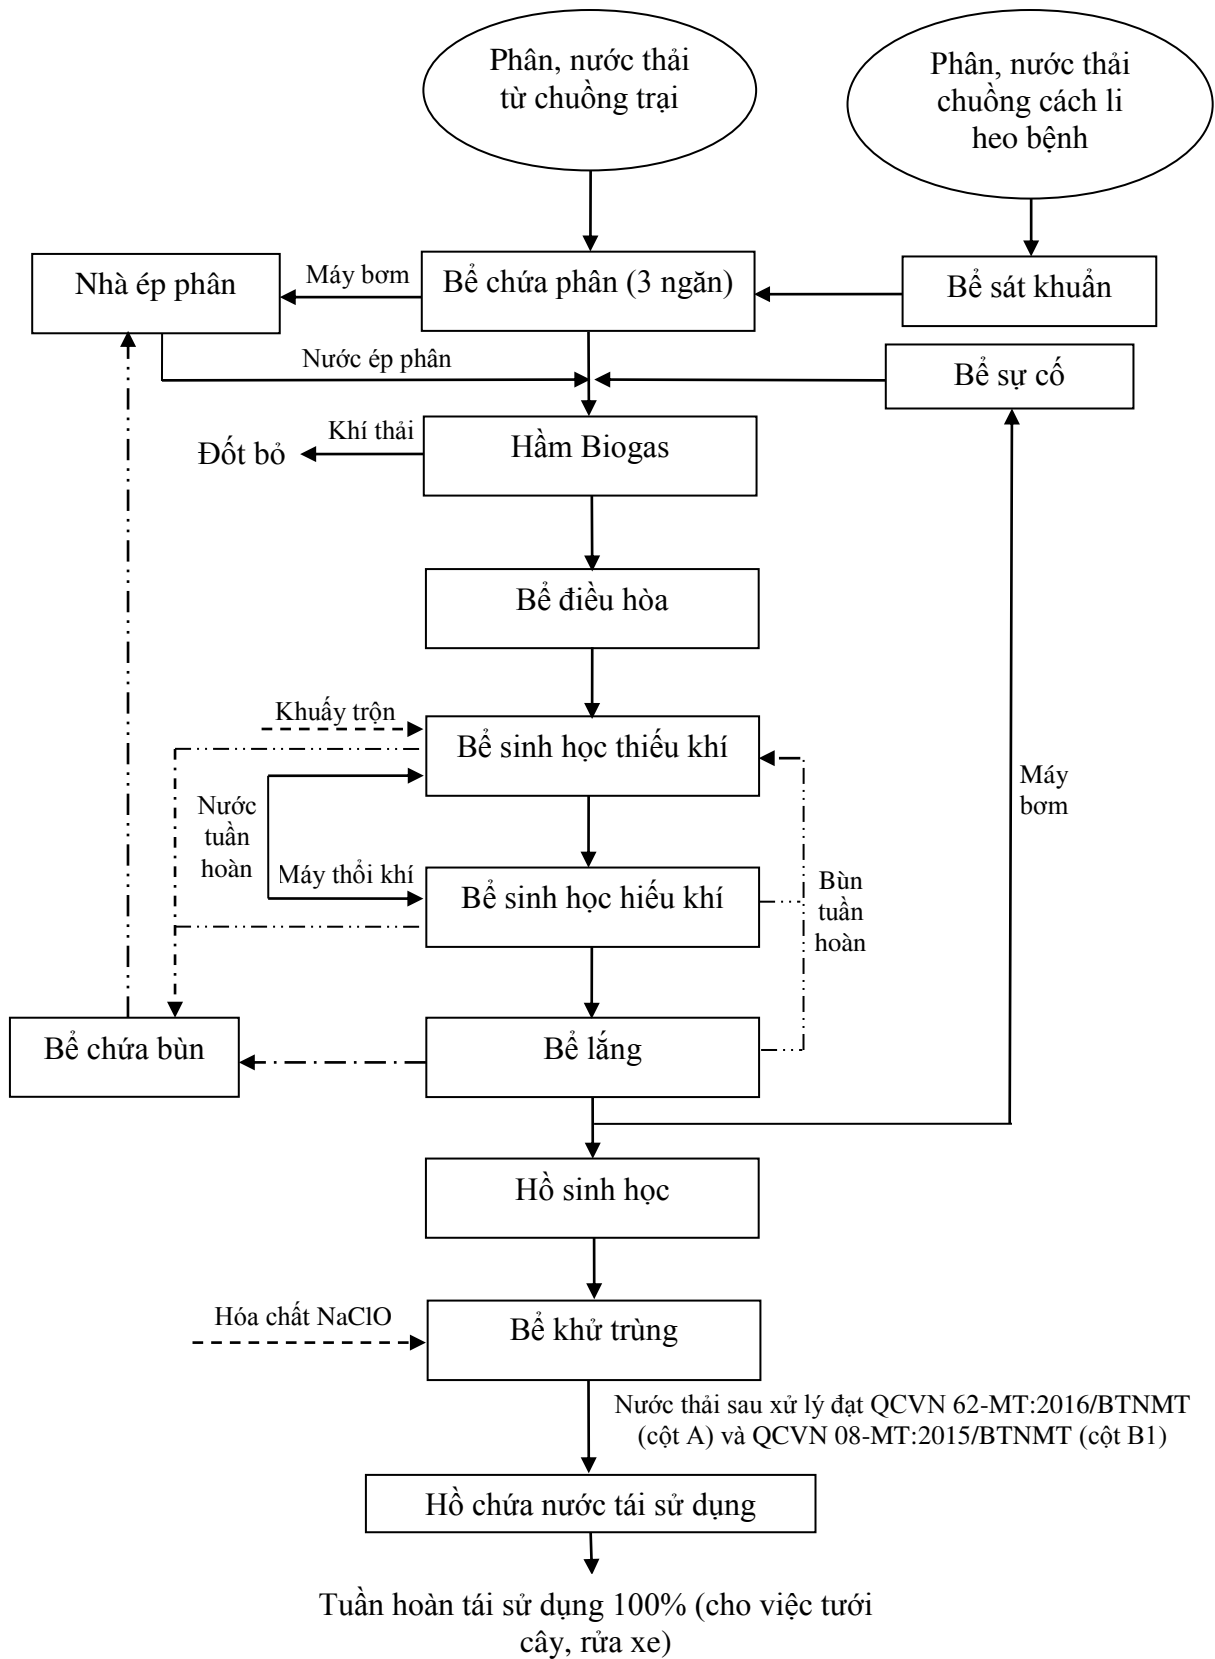 Phân, nước thải
từ chuồng trại
Phân, nước thải
chuồng cách li
heo bệnh
Nhà ép phân
Máy bơm
Bể chứa phân (3 ngăn)
Bể sát khuẩn
Nước ép phân
Bể sự cố
Khí thải
Đốt bỏ
Hầm Biogas
Bể điều hòa
Khuấy trộn
Bể sinh học thiếu khí
Nước
tuần
hoàn
Máy
bơm
Máy thổi khí
Bể sinh học hiếu khí
Bùn
tuần
hoàn
Bể chứa bùn
Bể lắng
Hồ sinh học
Hóa chất NaClO
Bể khử trùng
Nước thải sau xử lý đạt QCVN 62-MT:2016/BTNMT
(cột A) và QCVN 08-MT:2015/BTNMT (cột B1)
Hồ chứa nước tái sử dụng
Tuần hoàn tái sử dụng 100% (cho việc tưới
cây, rửa xe)